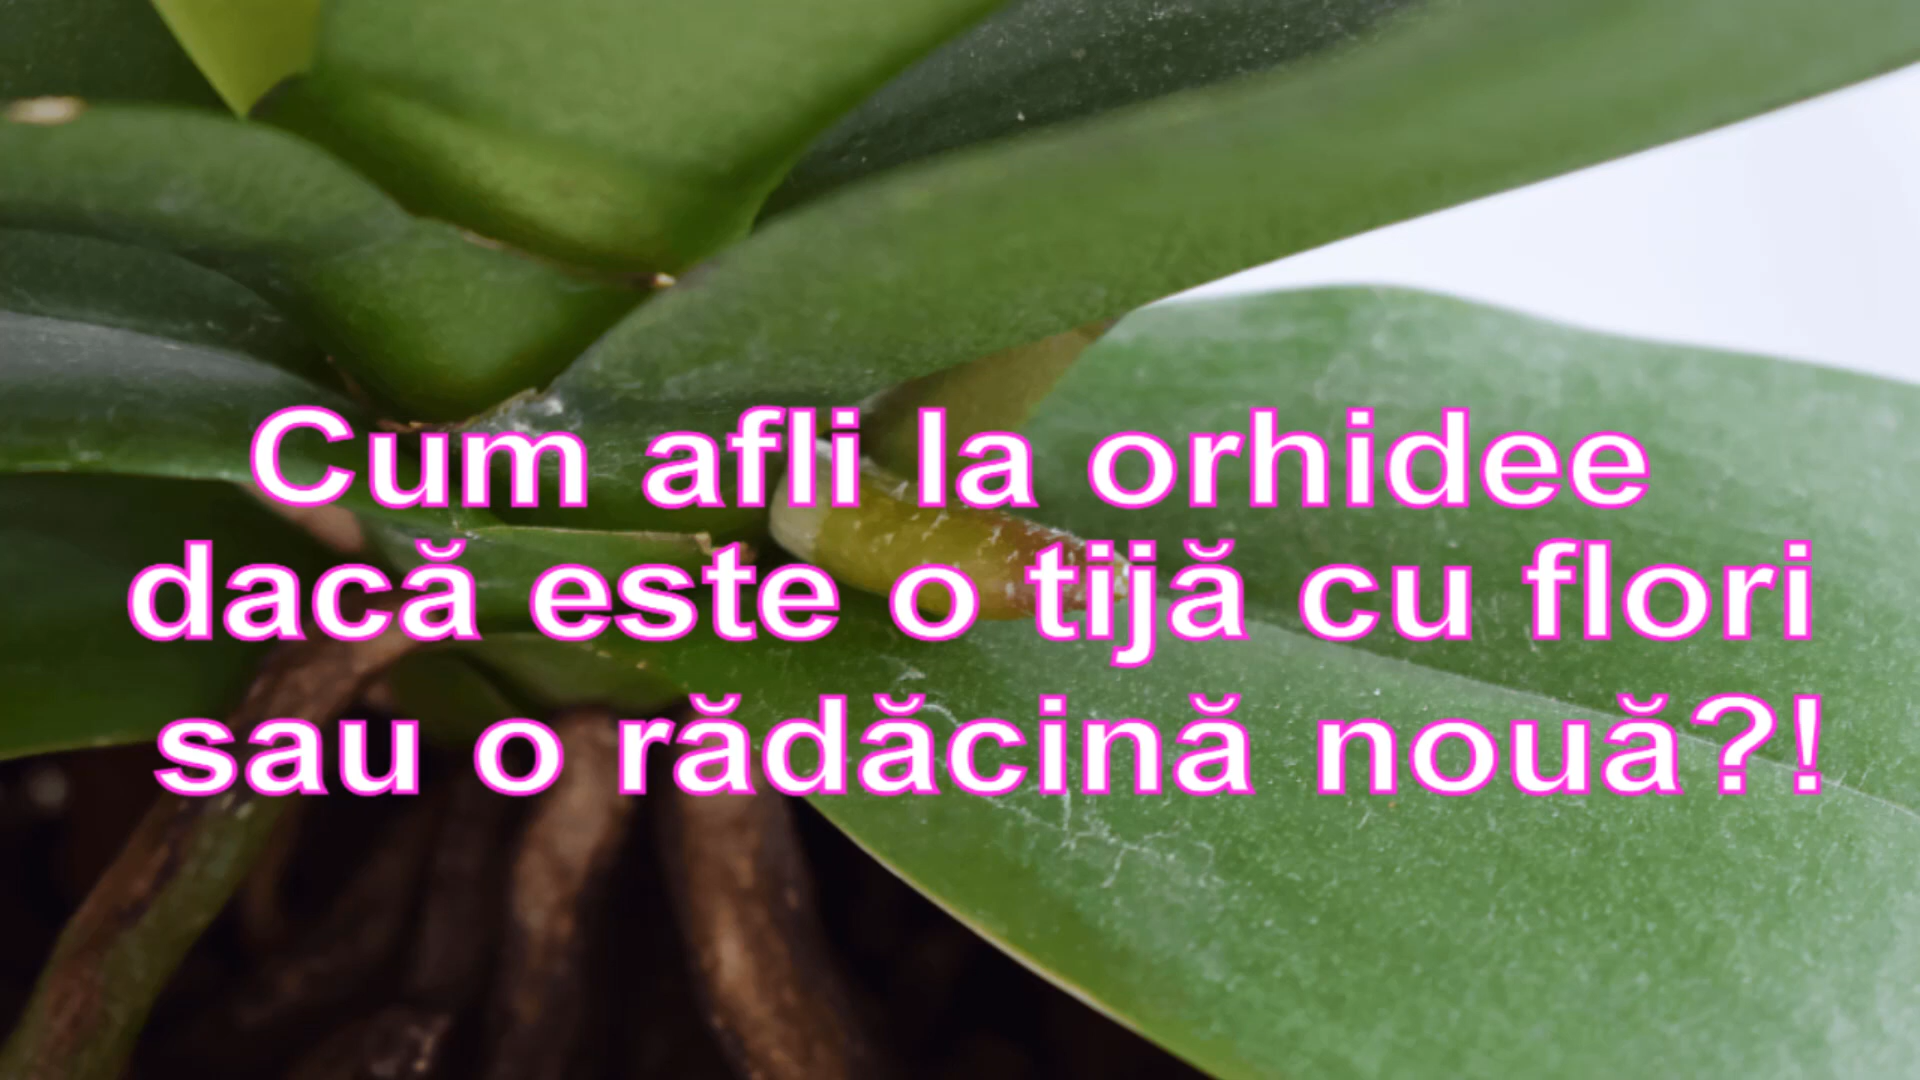 Cum afli la orhidee
dacă este o tijă cu flori
sau o rădăcină nouă?!